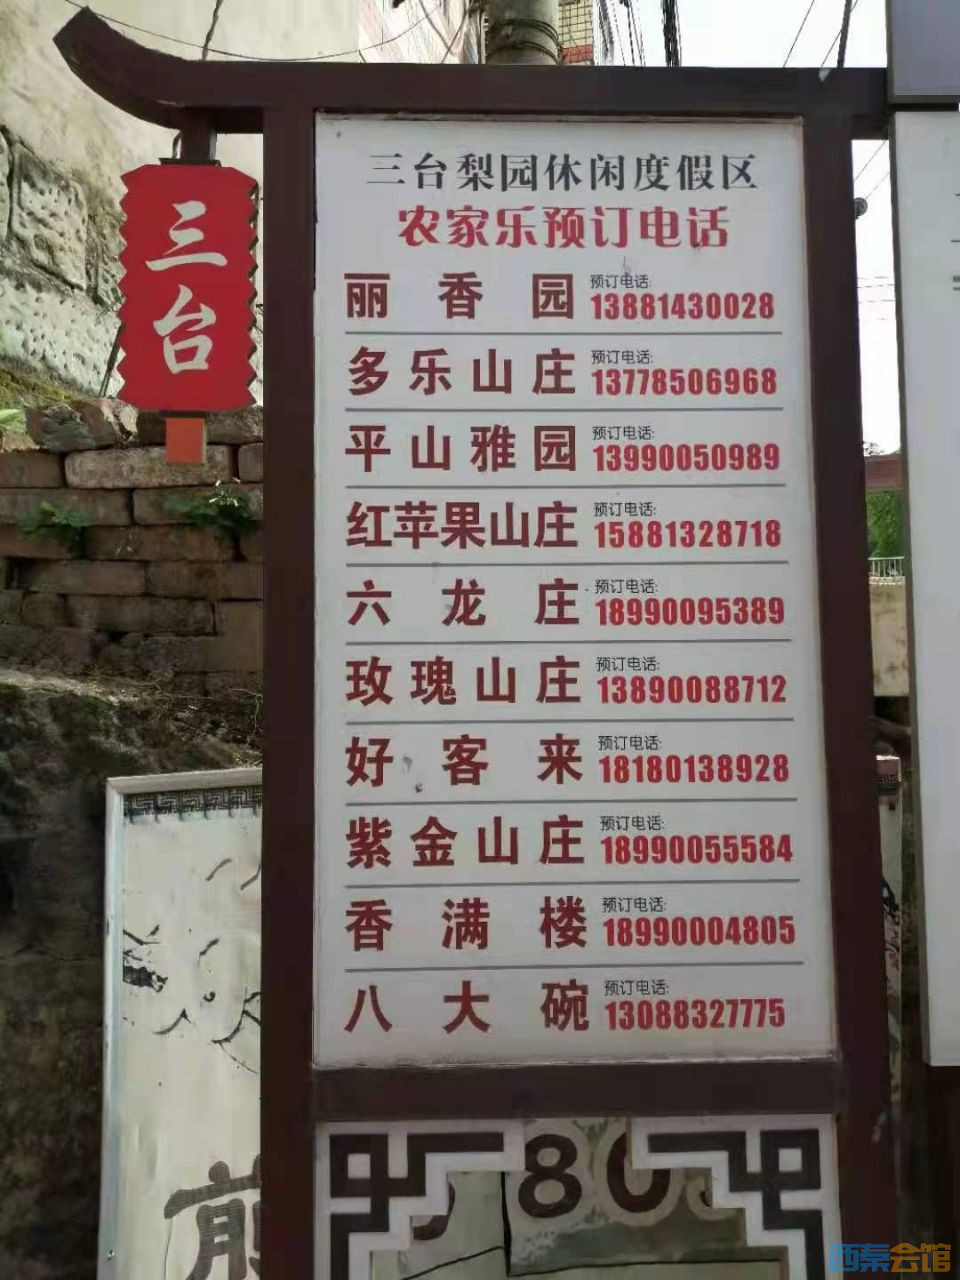 三台梨园休闲度假区
农家乐预订电话
三台
丽香园 预订电话: 13881430028
多乐山庄 预订电话: 13778506968
平山雅园 预订电话: 13990050989
红苹果山庄 预订电话: 15881328718
六龙庄 预订电话: 18990095389
玫瑰山庄 预订电话: 13890088712
好客来 预订电话: 18180138928
紫金山庄 预订电话: 18990055584
香满楼 预订电话: 18990004805
八大碗 预订电话: 13088327775
80
煎
西秦会馆